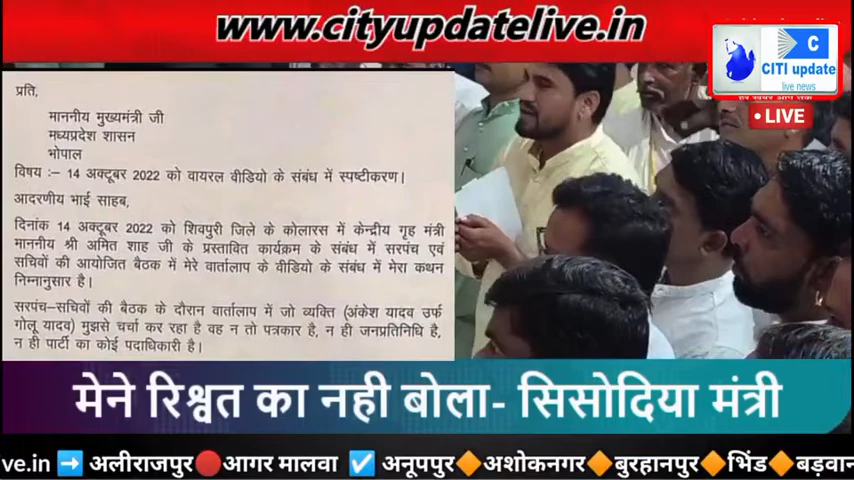 www.cityupdatelive.in
C
CITI update
live news
LIVE
प्रति,
माननीय मुख्यमंत्री जी
मध्यप्रदेश शासन
भोपाल
विषय :– 14 अक्टूबर 2022 को वायरल वीडियो के संबंध में स्पष्टीकरण।
आदरणीय भाई साहब,
दिनांक 14 अक्टूबर 2022 को शिवपुरी जिले के कोलारस में केन्द्रीय गृह मंत्री
माननीय श्री अमित शाह जी के प्रस्तावित कार्यक्रम के संबंध में सरपंच एवं
सचिवों की आयोजित बैठक में मेरे वार्तालाप के वीडियो के संबंध में मेरा कथन
निम्नानुसार है।
सरपंच–सचिवों की बैठक के दौरान वार्तालाप में जो व्यक्ति (अंकेश यादव उर्फ
गोलू यादव) मुझसे चर्चा कर रहा है वह न तो पत्रकार है, न ही जनप्रतिनिधि है,
न ही पार्टी का कोई पदाधिकारी है।
मेने रिश्वत का नही बोला- सिसोदिया मंत्री
ve.in ➡️ अलीराजपुर🔴आगर मालवा ☑️ अनूपपुर🔶अशोकनगर🔶बुरहानपुर🔶भिंड🔶बड़वान